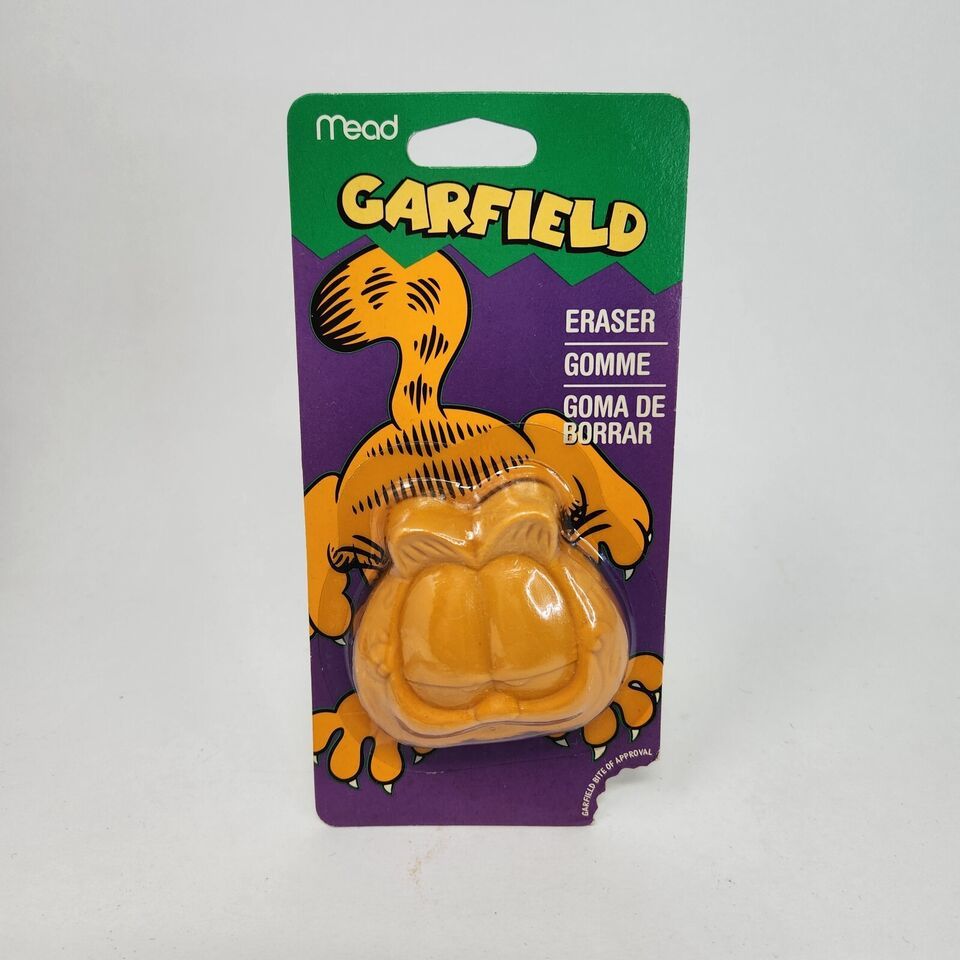 Mead
GARFIELD
ERASER
GOMME
GOMA DE
BORRAR
GARFIELD BITE OF APPROVAL